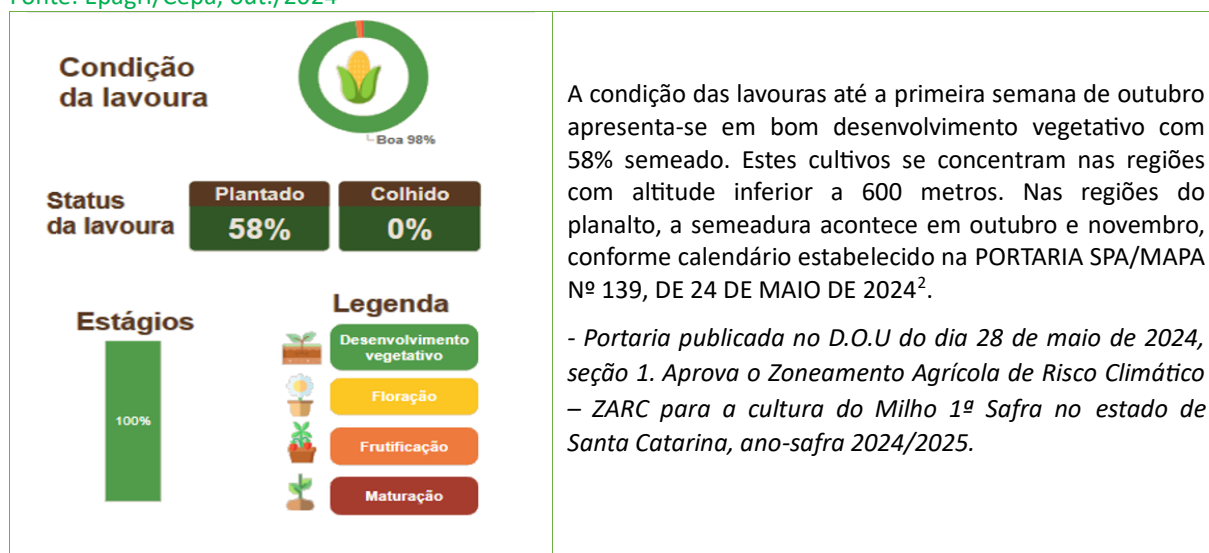 Fonte: Epagri/Cepa, out./2024
Condição
da lavoura
Boa 98%
Status
da lavoura
Plantado
58%
Colhido
0%
Estágios
100%
Legenda
Desenvolvimento
vegetativo
Floração
Frutificação
Maturação
A condição das lavouras até a primeira semana de outubro
apresenta-se em bom desenvolvimento vegetativo com
58% semeado. Estes cultivos se concentram nas regiões
com altitude inferior a 600 metros. Nas regiões do
planalto, a semeadura acontece em outubro e novembro,
conforme calendário estabelecido na PORTARIA SPA/MAPA
Nº 139, DE 24 DE MAIO DE 2024².
- Portaria publicada no D.O.U do dia 28 de maio de 2024,
seção 1. Aprova o Zoneamento Agrícola de Risco Climático
– ZARC para a cultura do Milho 1ª Safra no estado de
Santa Catarina, ano-safra 2024/2025.